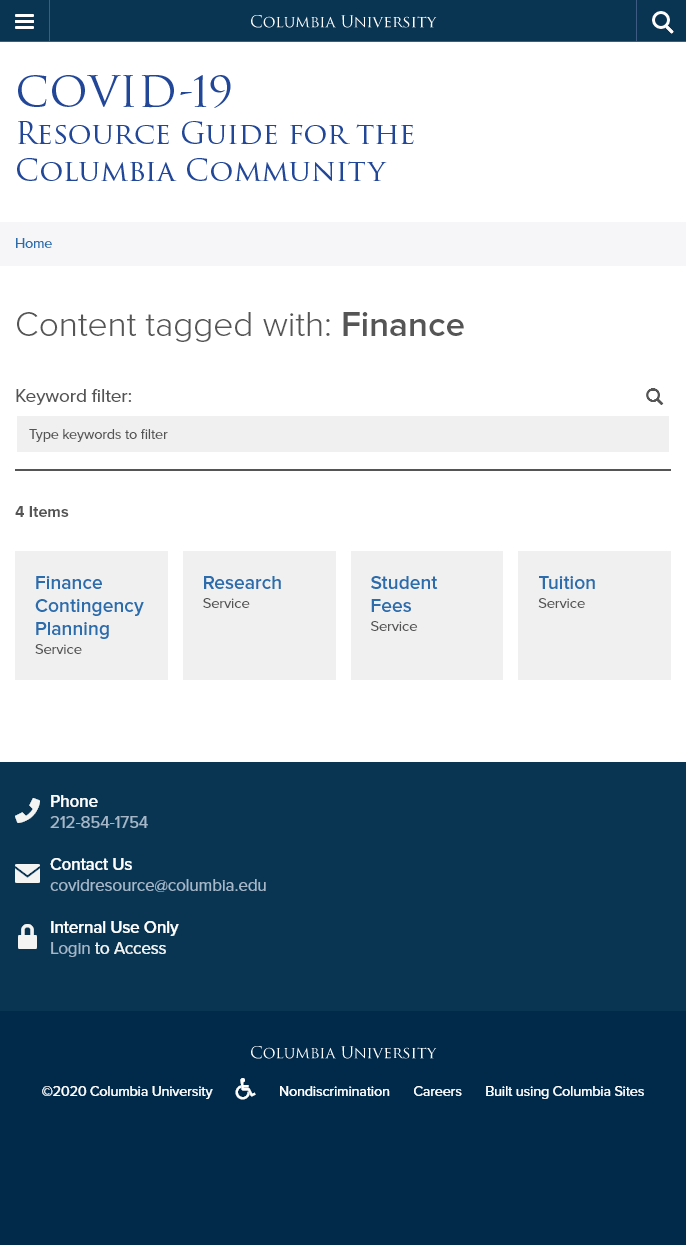 Columbia University
COVID-19
Resource Guide for the
Columbia Community
Home
Content tagged with: Finance
Keyword filter:
Type keywords to filter
4 Items
Finance
Contingency
Planning
Service
Research
Service
Student
Fees
Service
Tuition
Service
Phone
212-854-1754
Contact Us
covidresource@columbia.edu
Internal Use Only
Login to Access
Columbia University
©2020 Columbia University Nondiscrimination Careers Built using Columbia Sites